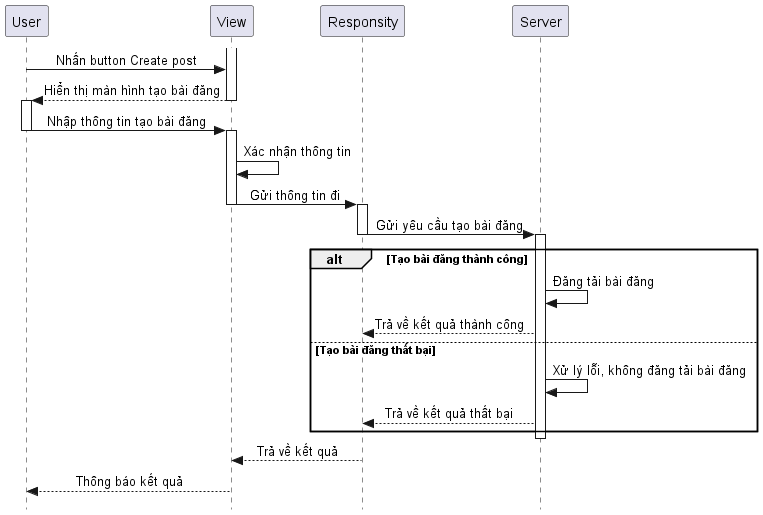 User
View
Responsity
Server
Nhấn button Create post
Hiển thị màn hình tạo bài đăng
Nhập thông tin tạo bài đăng
Xác nhận thông tin
Gửi thông tin đi
Gửi yêu cầu tạo bài đăng
alt
[Tạo bài đăng thành công]
Đăng tải bài đăng
Trả về kết quả thành công
[Tạo bài đăng thất bại]
Xử lý lỗi, không đăng tải bài đăng
Trả về kết quả thất bại
Trả về kết quả
Thông báo kết quả